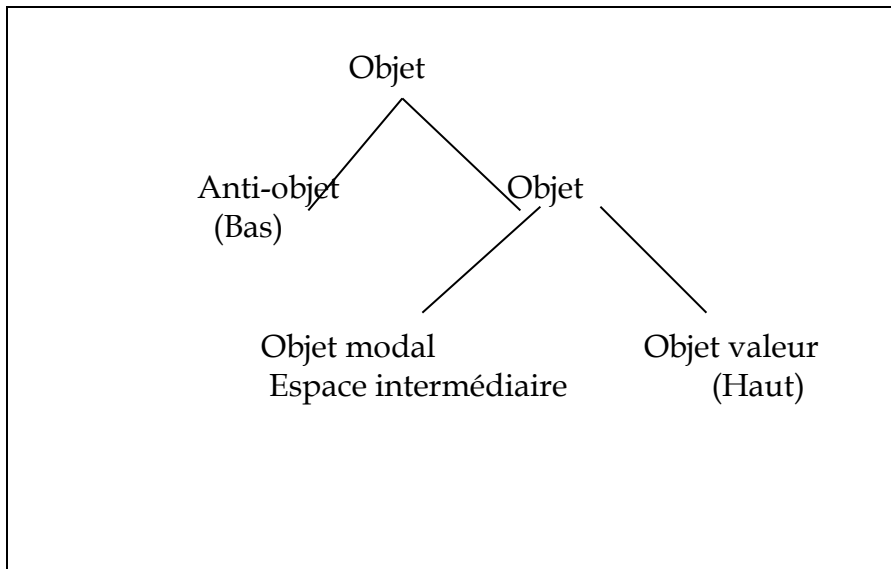 Objet
Anti-objet
(Bas)
Objet
Objet modal
Espace intermédiaire
Objet valeur
(Haut)